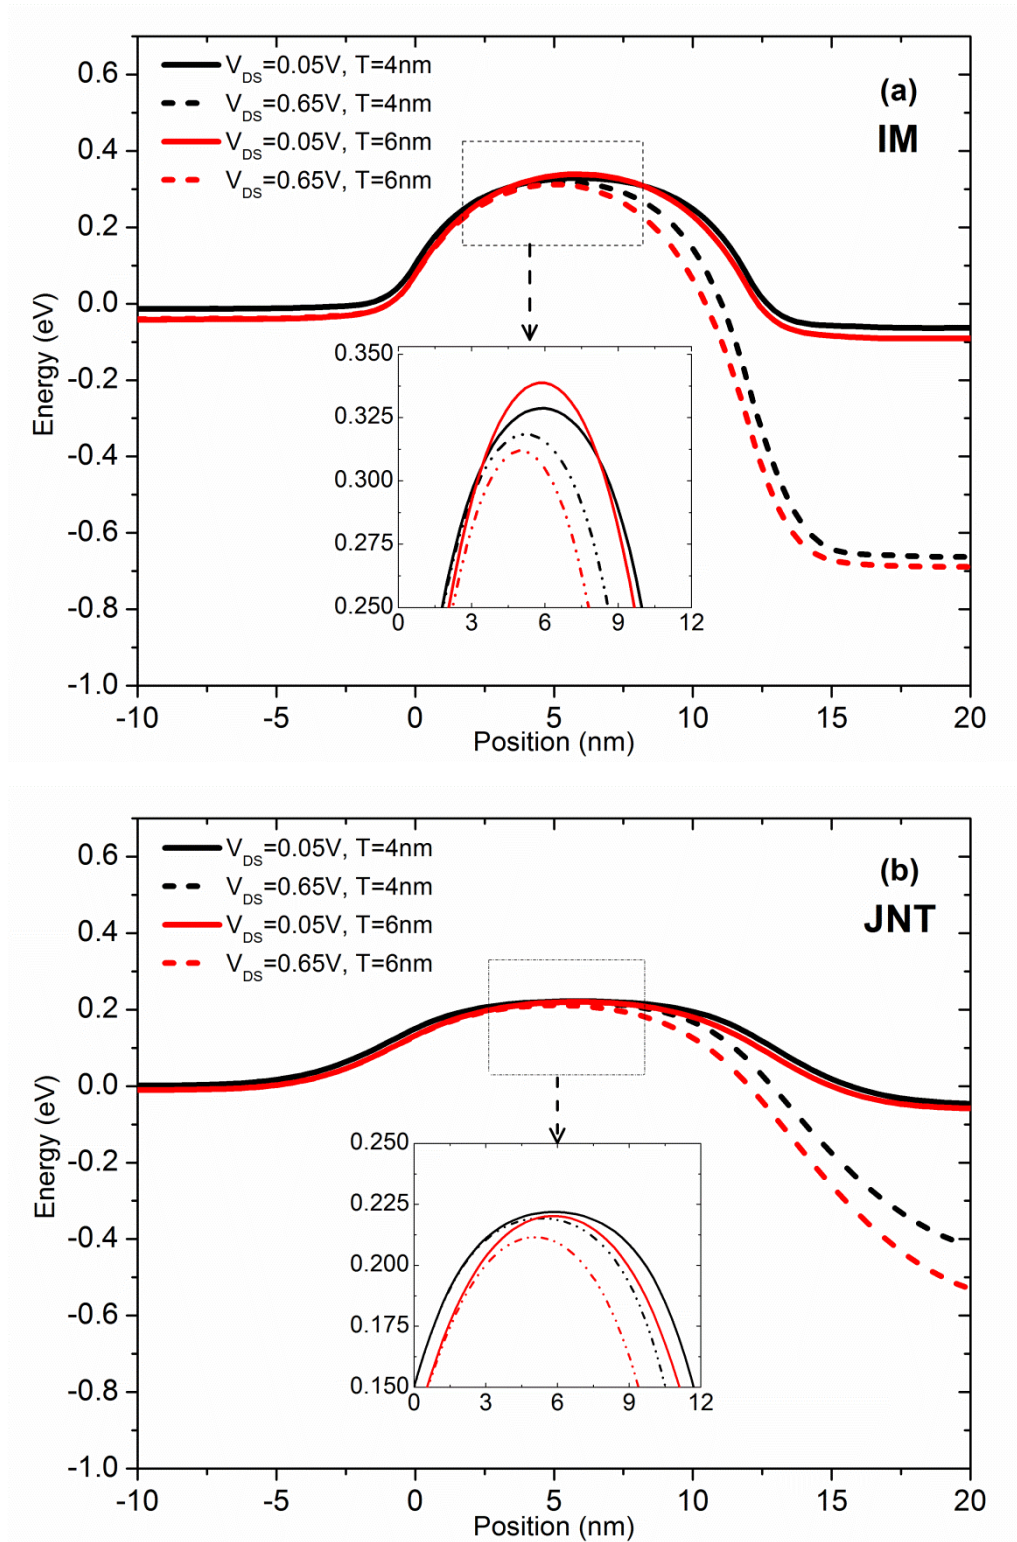 V_DS=0.05V, T=4nm
V_DS=0.65V, T=4nm
V_DS=0.05V, T=6nm
V_DS=0.65V, T=6nm
(a)
IM
0.6
0.4
0.2
0.0
-0.2
-0.4
-0.6
-0.8
-1.0
Energy (eV)
0.350
0.325
0.300
0.275
0.250
0 3 6 9 12
-10 -5 0 5 10 15 20
Position (nm)
V_DS=0.05V, T=4nm
V_DS=0.65V, T=4nm
V_DS=0.05V, T=6nm
V_DS=0.65V, T=6nm
(b)
JNT
0.6
0.4
0.2
0.0
-0.2
-0.4
-0.6
-0.8
-1.0
Energy (eV)
0.250
0.225
0.200
0.175
0.150
0 3 6 9 12
-10 -5 0 5 10 15 20
Position (nm)